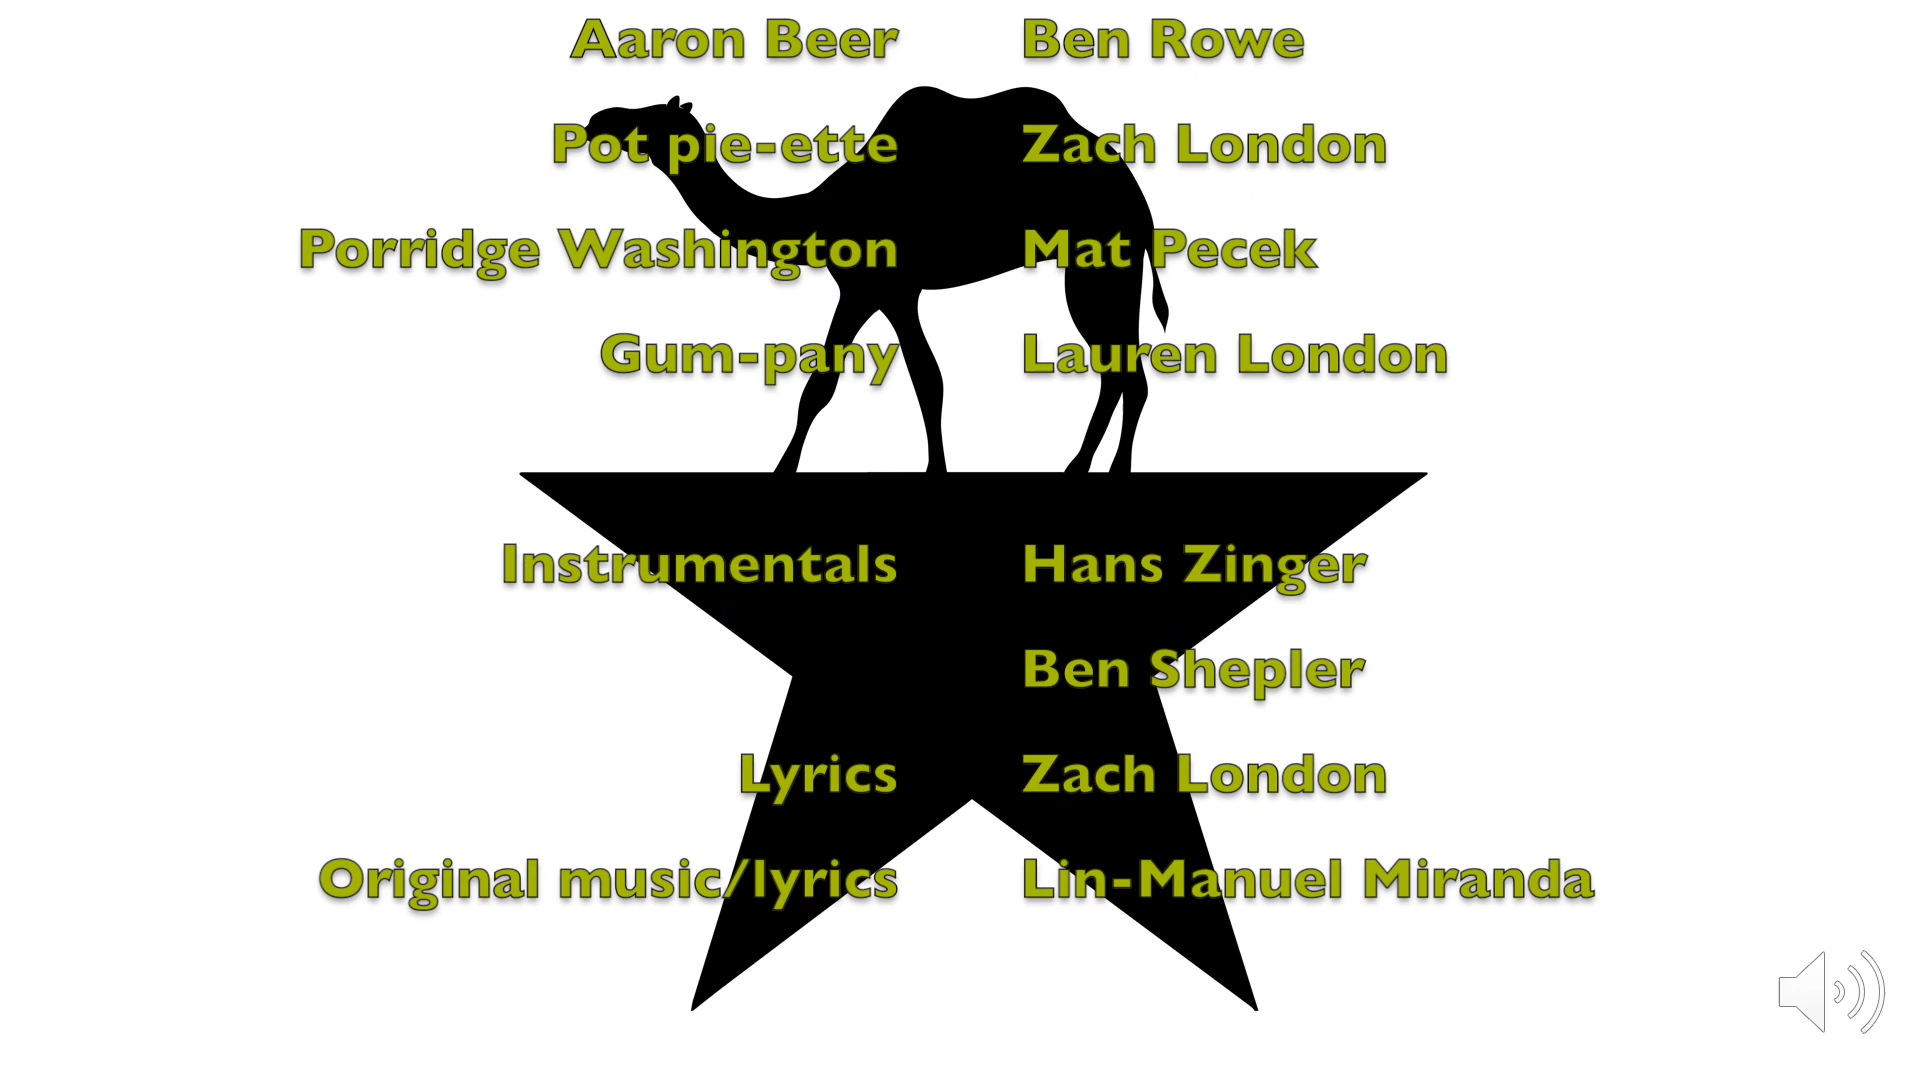 Aaron Beer Ben Rowe
Pot pie-ette Zach London
Porridge Washington Mat Pecek
Gum-pany Lauren London
Instrumentals Hans Zinger
Ben Shepler
Lyrics Zach London
Original music/lyrics Lin-Manuel Miranda